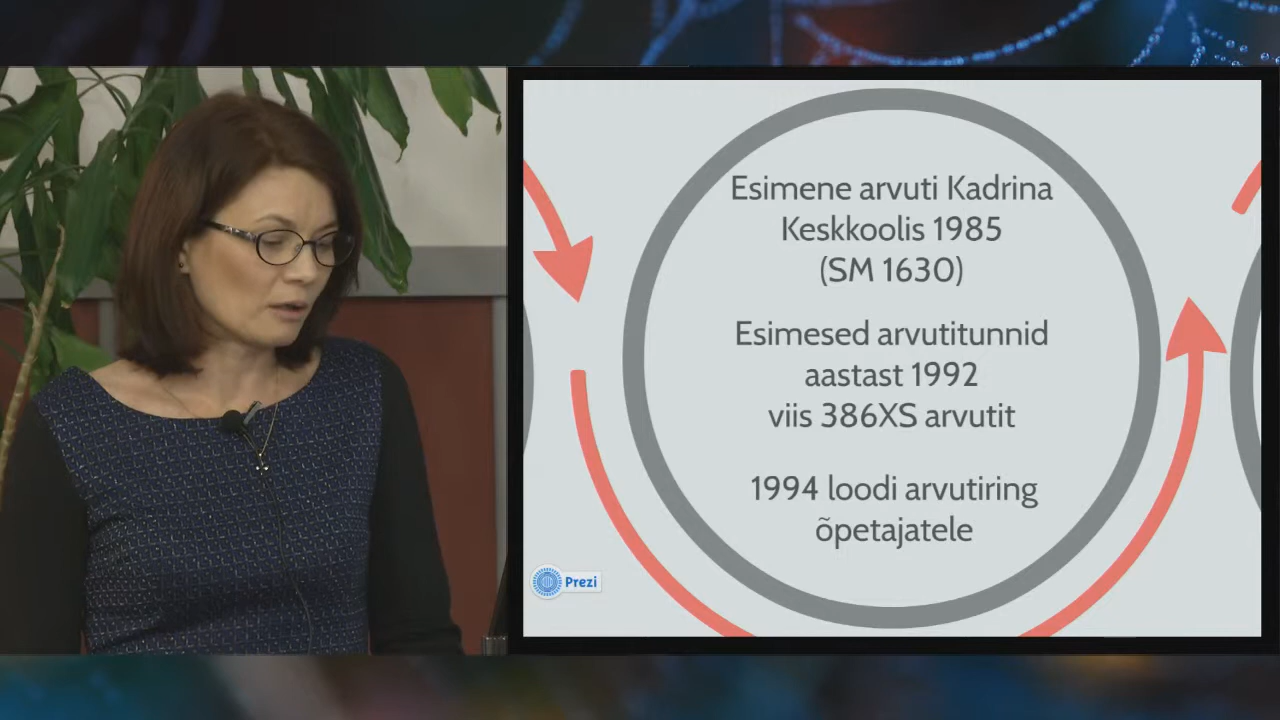 Esimene arvuti Kadrina
Keskkoolis 1985
(SM 1630)
Esimesed arvutitunnid
aastast 1992
viis 386XS arvutit
1994 loodi arvutiring
õpetajatele
Prezi